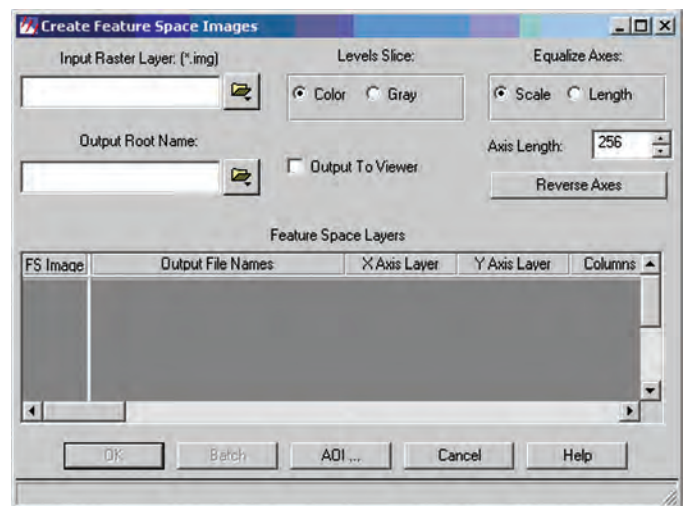 Create Feature Space Images
Input Raster Layer: (*.img)
Levels Slice:
Equalize Axes:
Color
Gray
Scale
Length
Output Root Name:
Output To Viewer
Axis Length:
256
Reverse Axes
Feature Space Layers
FS Image
Output File Names
X Axis Layer
Y Axis Layer
Columns
OK
Batch
AOI ...
Cancel
Help